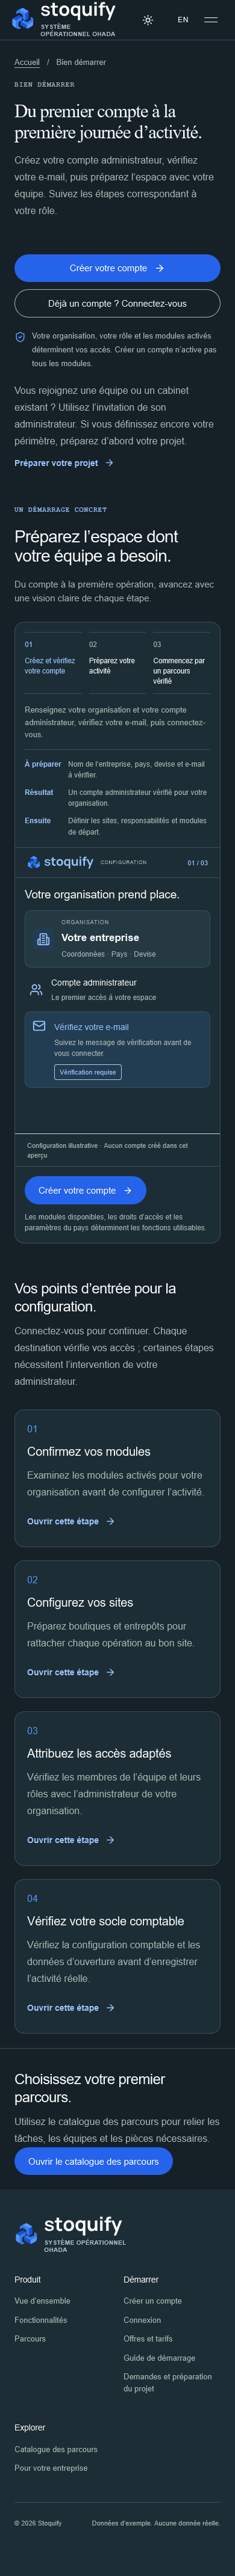 stoquify
SYSTÈME
OPÉRATIONNEL OHADA
EN
Accueil / Bien démarrer
BIEN DÉMARRER
Du premier compte à la
première journée d’activité.
Créez votre compte administrateur, vérifiez
votre e-mail, puis préparez l’espace avec votre
équipe. Suivez les étapes correspondant à
votre rôle.
Créer votre compte →
Déjà un compte ? Connectez-vous
Votre organisation, votre rôle et les modules activés
déterminent vos accès. Créer un compte n’active pas
tous les modules.
Vous rejoignez une équipe ou un cabinet
existant ? Utilisez l’invitation de son
administrateur. Si vous définissez encore votre
périmètre, préparez d’abord votre projet.
Préparer votre projet →
UN DÉMARRAGE CONCRET
Préparez l’espace dont
votre équipe a besoin.
Du compte à la première opération, avancez avec
une vision claire de chaque étape.
01
Créez et vérifiez
votre compte
02
Préparez votre
activité
03
Commencez par
un parcours
vérifié
Renseignez votre organisation et votre compte
administrateur, vérifiez votre e-mail, puis connectez-
vous.
À préparer Nom de l’entreprise, pays, devise et e-mail
à vérifier.
Résultat Un compte administrateur vérifié pour votre
organisation.
Ensuite Définir les sites, responsabilités et modules
de départ.
stoquify CONFIGURATION 01 / 03
Votre organisation prend place.
ORGANISATION
Votre entreprise
Coordonnées · Pays · Devise
Compte administrateur
Le premier accès à votre espace
Vérifiez votre e-mail
Suivez le message de vérification avant de
vous connecter.
Vérification requise
Configuration illustrative · Aucun compte créé dans cet
aperçu
Créer votre compte →
Les modules disponibles, les droits d’accès et les
paramètres du pays déterminent les fonctions utilisables.
Vos points d’entrée pour la
configuration.
Connectez-vous pour continuer. Chaque
destination vérifie vos accès ; certaines étapes
nécessitent l’intervention de votre
administrateur.
01
Confirmez vos modules
Examinez les modules activés pour votre
organisation avant de configurer l’activité.
Ouvrir cette étape →
02
Configurez vos sites
Préparez boutiques et entrepôts pour
rattacher chaque opération au bon site.
Ouvrir cette étape →
03
Attribuez les accès adaptés
Vérifiez les membres de l’équipe et leurs
rôles avec l’administrateur de votre
organisation.
Ouvrir cette étape →
04
Vérifiez votre socle comptable
Vérifiez la configuration comptable et les
données d’ouverture avant d’enregistrer
l’activité réelle.
Ouvrir cette étape →
Choisissez votre premier
parcours.
Utilisez le catalogue des parcours pour relier les
tâches, les équipes et les pièces nécessaires.
Ouvrir le catalogue des parcours
stoquify
SYSTÈME OPÉRATIONNEL
OHADA
Produit
Vue d’ensemble
Fonctionnalités
Parcours
Démarrer
Créer un compte
Connexion
Offres et tarifs
Guide de démarrage
Demandes et préparation
du projet
Explorer
Catalogue des parcours
Pour votre entreprise
© 2026 Stoquify
Données d’exemple. Aucune donnée réelle.